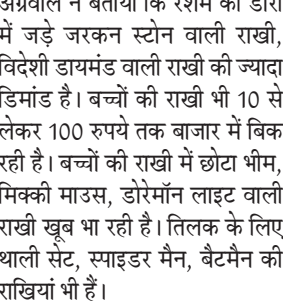 अग्रवाल ने बताया कि रेशम की डोरी
में जड़े जरकन स्टोन वाली राखी,
विदेशी डायमंड वाली राखी की ज्यादा
डिमांड है। बच्चों की राखी भी 10 से
लेकर 100 रुपये तक बाजार में बिक
रही है। बच्चों की राखी में छोटा भीम,
मिक्की माउस, डोरेमॉन लाइट वाली
राखी खूब भा रही है। तिलक के लिए
थाली सेट, स्पाइडर मैन, बैटमैन की
राखियां भी हैं।